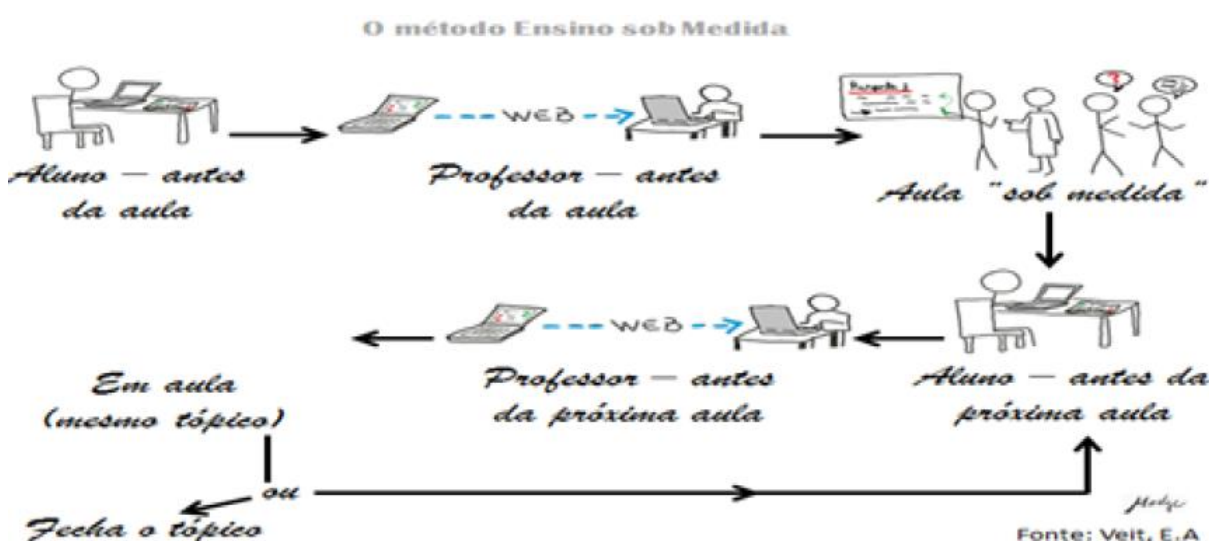 O método Ensino sob Medida
WEB
Aluno — antes
da aula
Professor — antes
da aula
Aula "sob medida"
WEB
Em aula
(mesmo tópico)
Professor — antes
da próxima aula
Aluno — antes da
próxima aula
ou
Fecha o tópico
Fonte: Veit, E.A